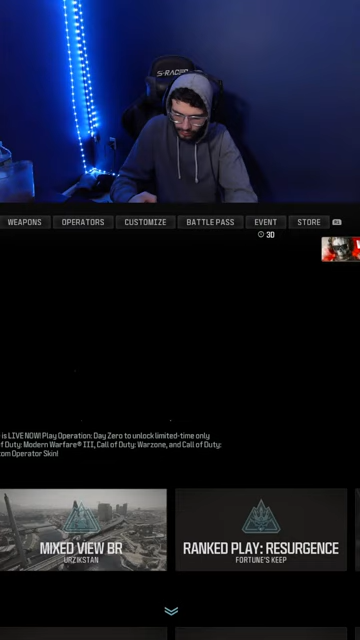 S-RACER
WEAPONS OPERATORS CUSTOMIZE BATTLE PASS EVENT STORE
3D
is LIVE NOW! Play Operation: Day Zero to unlock limited-time only
f Duty: Modern Warfare® III, Call of Duty: Warzone, and Call of Duty:
tom Operator Skin!
MIXED VIEW BR
URZIKSTAN
RANKED PLAY: RESURGENCE
FORTUNE'S KEEP